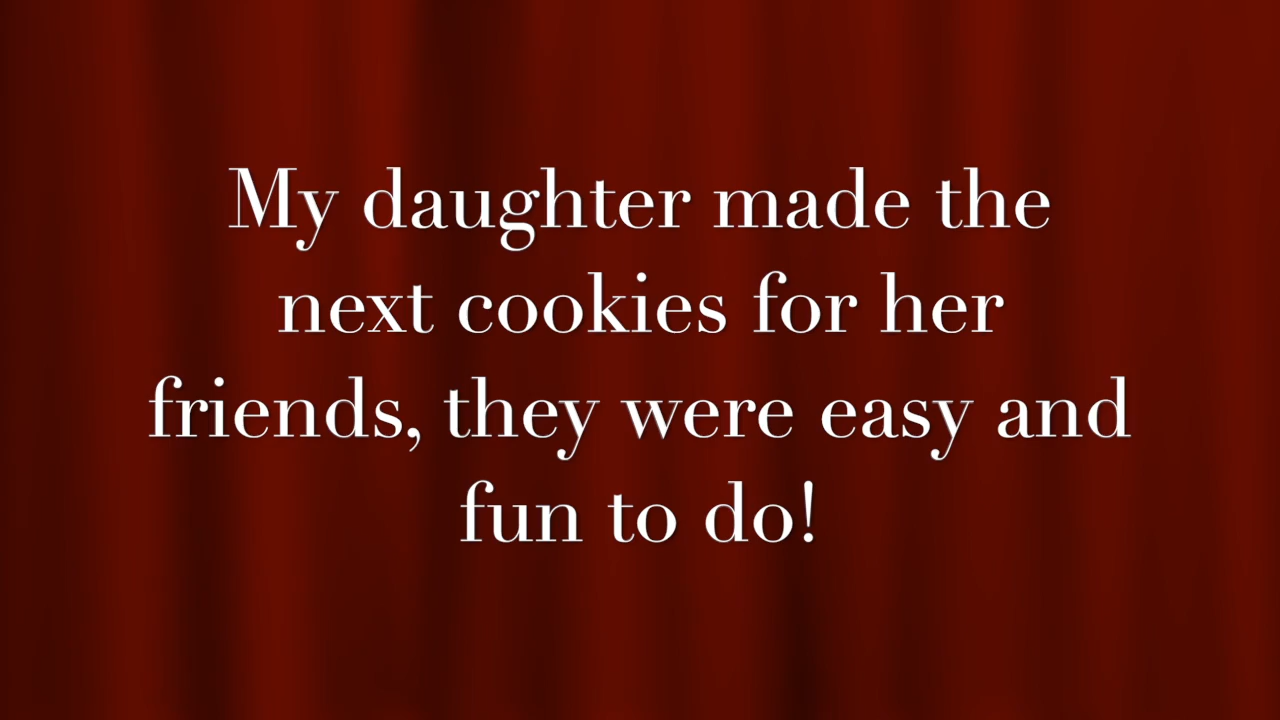 My daughter made the
next cookies for her
friends, they were easy and
fun to do!